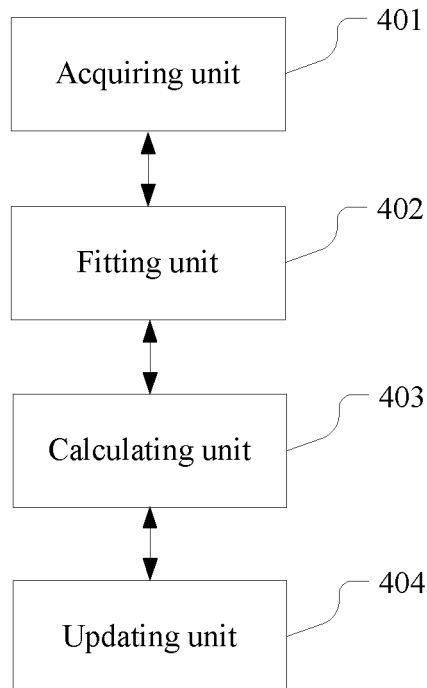 401
Acquiring unit
402
Fitting unit
403
Calculating unit
404
Updating unit